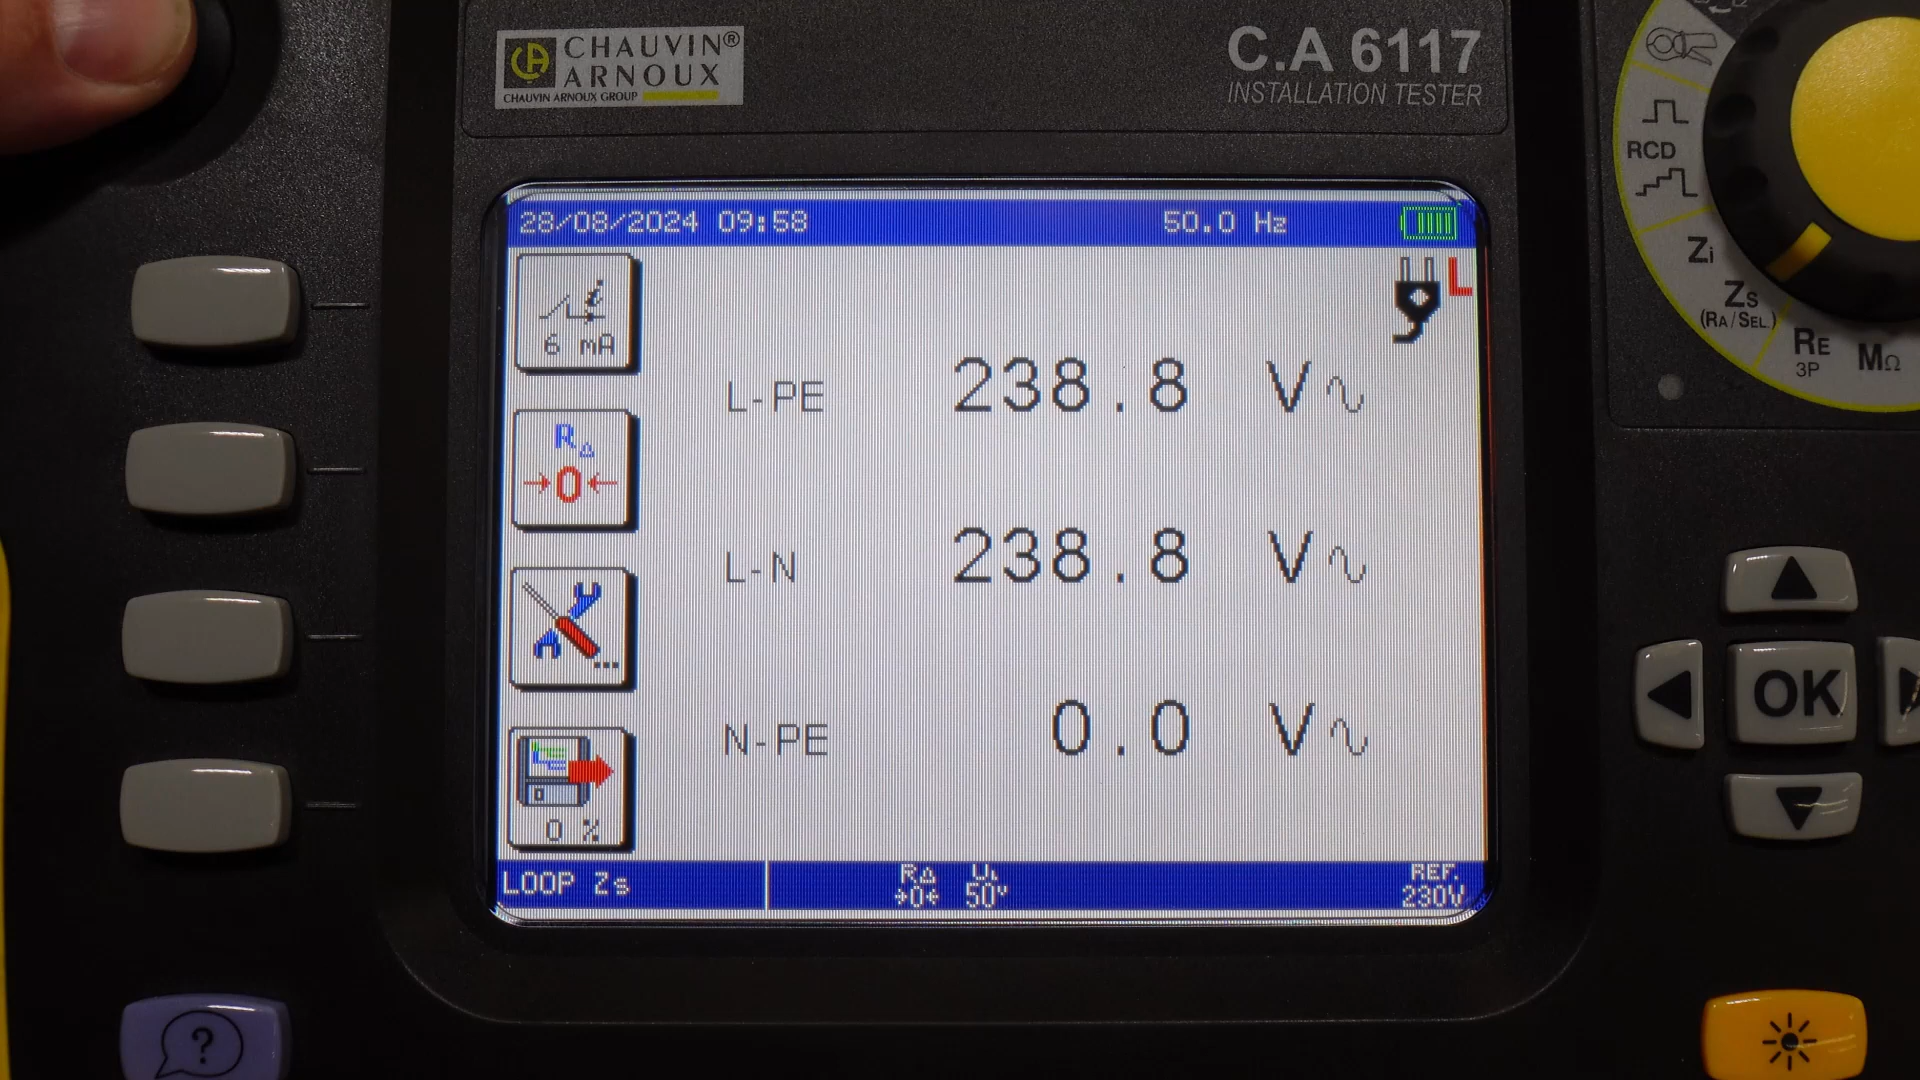 CHAUVIN®
ARNOUX
CHAUVIN ARNOUX GROUP
C.A 6117
INSTALLATION TESTER
RCD
Zi
Zs
(RA/SEL.)
RE
3P
MΩ
28/08/2024 09:58
50.0 Hz
L
i
6 mA
L-PE 238.8 V
RΔ
→0←
L-N 238.8 V
...
N-PE 0.0 V
0 %
LOOP Zs
RΔ
→0←
UL
50V
REF.
230V
OK
?